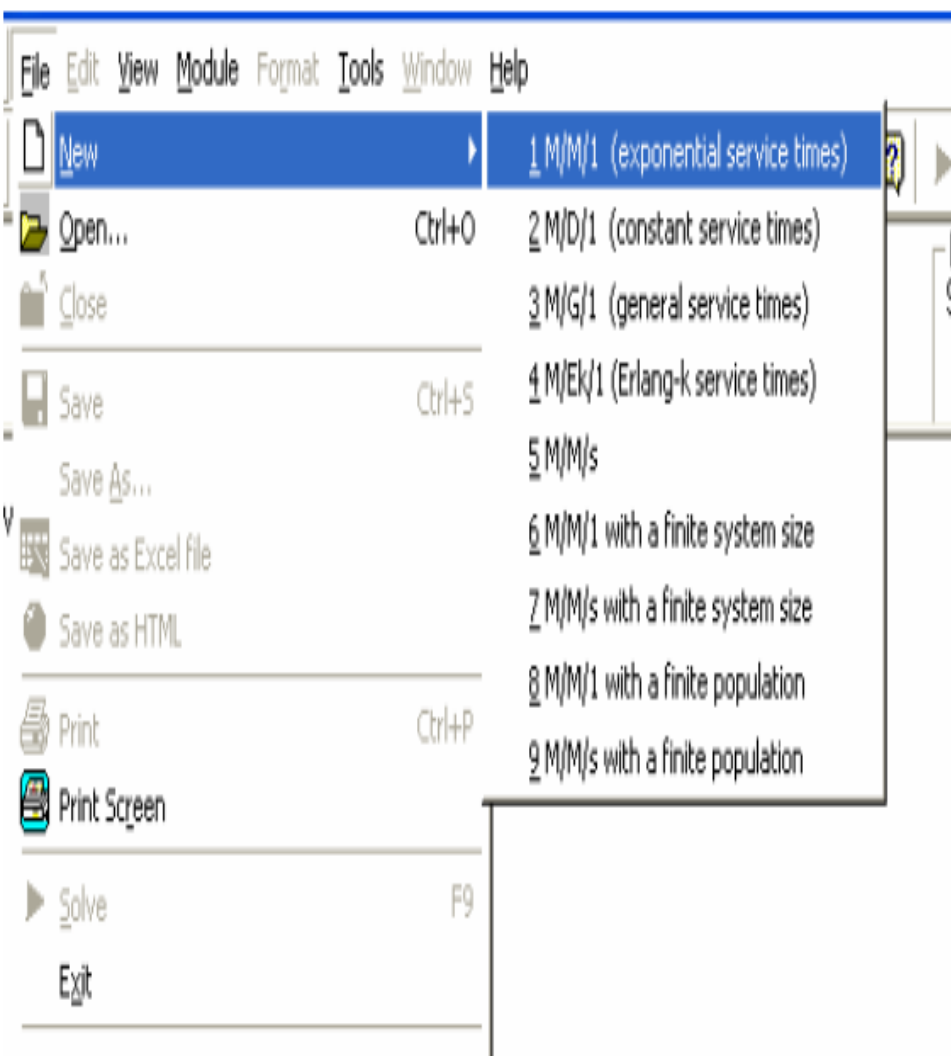 File Edit View Module Format Tools Window Help
New
Open... Ctrl+O
Close
Save Ctrl+S
Save As...
Save as Excel file
Save as HTML
Print Ctrl+P
Print Screen
Solve F9
Exit
1 M/M/1 (exponential service times)
2 M/D/1 (constant service times)
3 M/G/1 (general service times)
4 M/Ek/1 (Erlang-k service times)
5 M/M/s
6 M/M/1 with a finite system size
7 M/M/s with a finite system size
8 M/M/1 with a finite population
9 M/M/s with a finite population